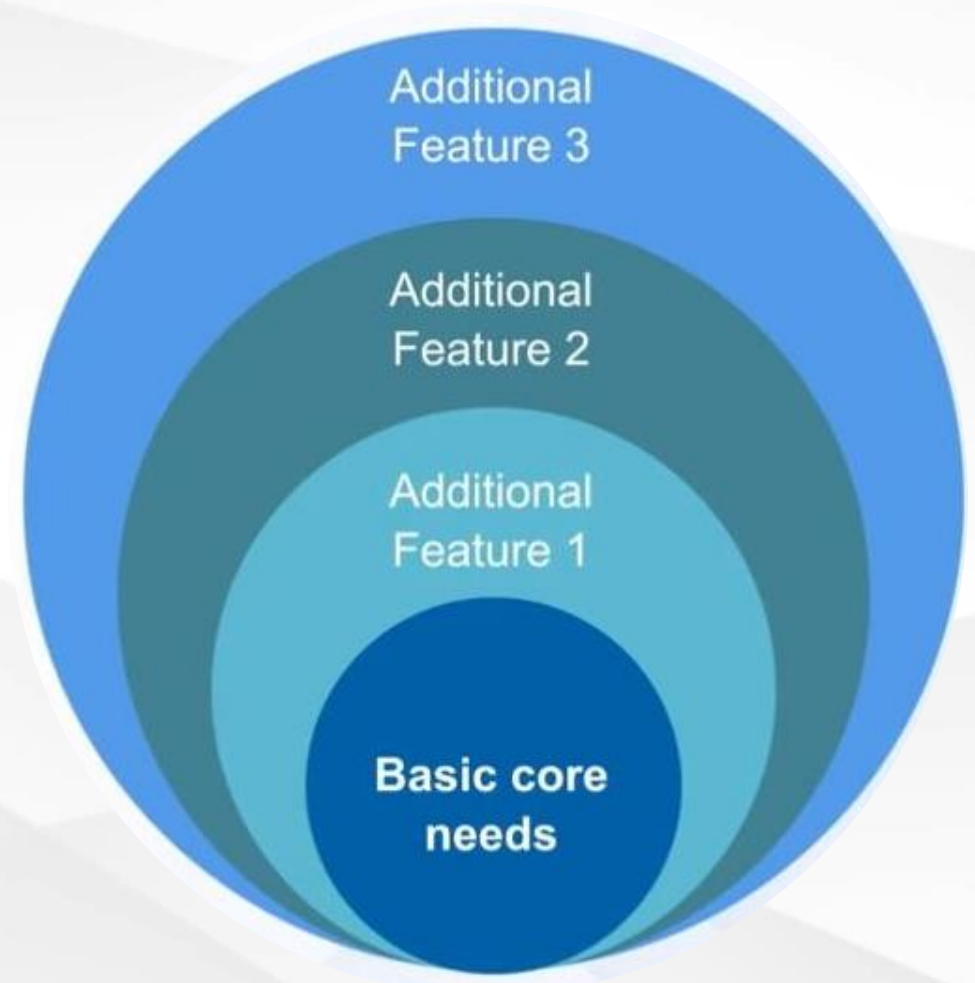 Additional
Feature 3
Additional
Feature 2
Additional
Feature 1
Basic core
needs